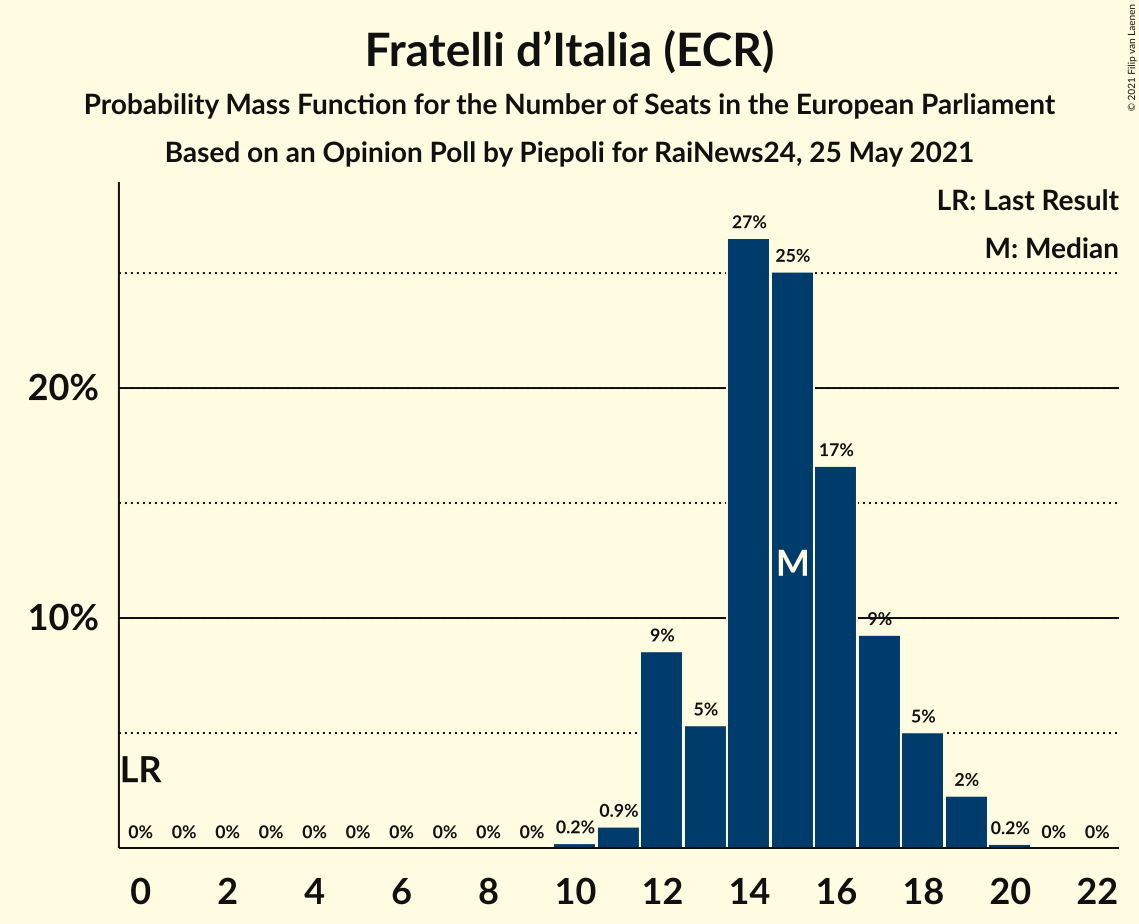 Fratelli d’Italia (ECR)
Probability Mass Function for the Number of Seats in the European Parliament
Based on an Opinion Poll by Piepoli for RaiNews24, 25 May 2021
© 2021 Filip van Laenen
LR: Last Result
M: Median
27%
25%
20%
17%
M
10%
9%
9%
5%
5%
LR
2%
0% 0% 0% 0% 0% 0% 0% 0% 0% 0% 0.2% 0.9% 0.2% 0% 0%
0 2 4 6 8 10 12 14 16 18 20 22